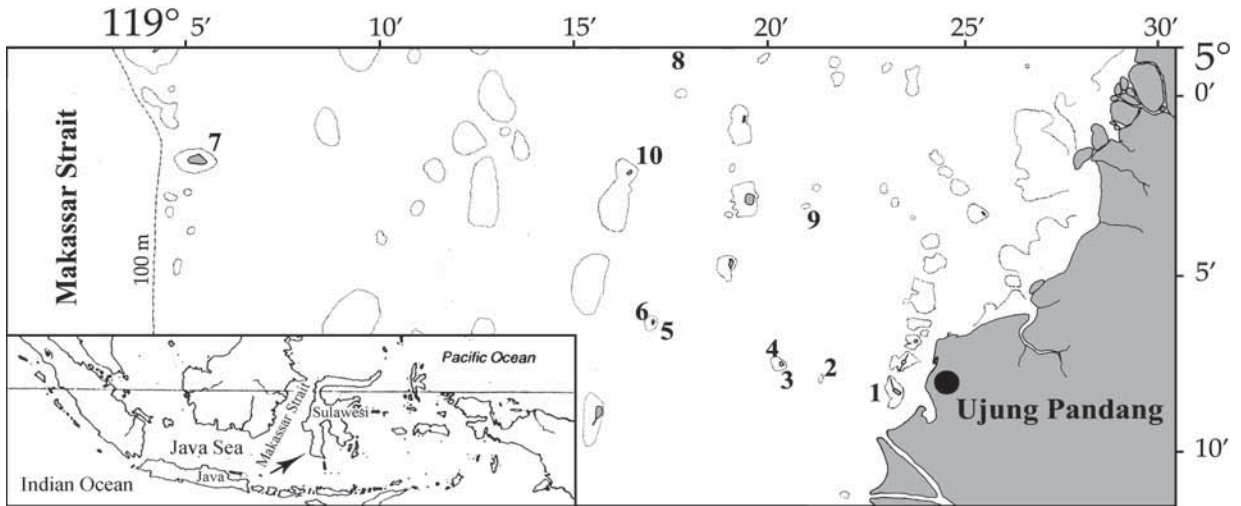 119° 5′ 10′ 15′ 20′ 25′ 30′
5°
0′
5′
10′
Makassar Strait
100 m
8
7
10
9
6
5
4
3
2
1
Ujung Pandang
Pacific Ocean
Sulawesi
Makassar Strait
Java Sea
Java
Indian Ocean